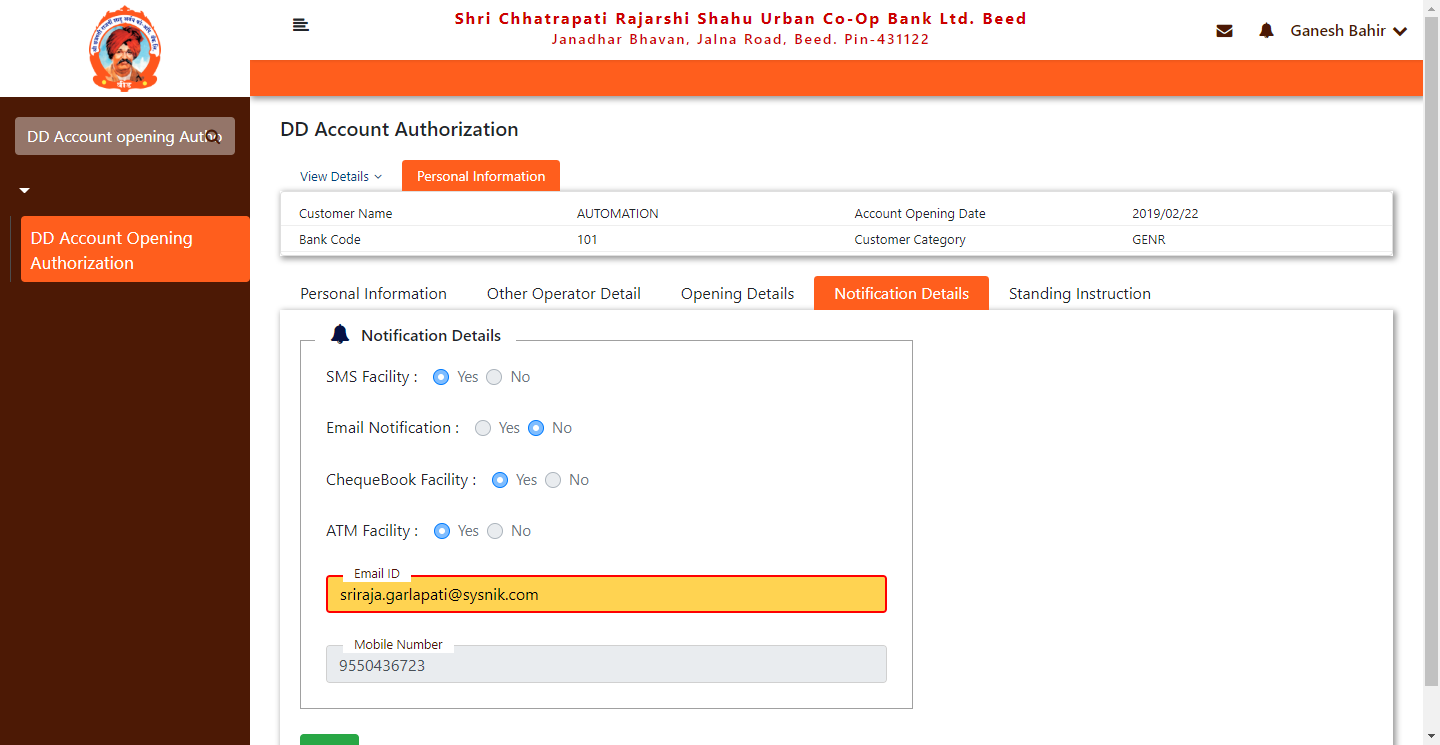 Shri Chhatrapati Rajarshi Shahu Urban Co-Op Bank Ltd. Beed
Janadhar Bhavan, Jalna Road, Beed. Pin-431122
Ganesh Bahir
DD Account opening
DD Account Opening
Authorization
DD Account Authorization
View Details
Personal Information
Customer Name AUTOMATION Account Opening Date 2019/02/22
Bank Code 101 Customer Category GENR
Personal Information Other Operator Detail Opening Details Notification Details Standing Instruction
Notification Details
SMS Facility : Yes No
Email Notification : Yes No
ChequeBook Facility : Yes No
ATM Facility : Yes No
Email ID
sriraja.garlapati@sysnik.com
Mobile Number
9550436723